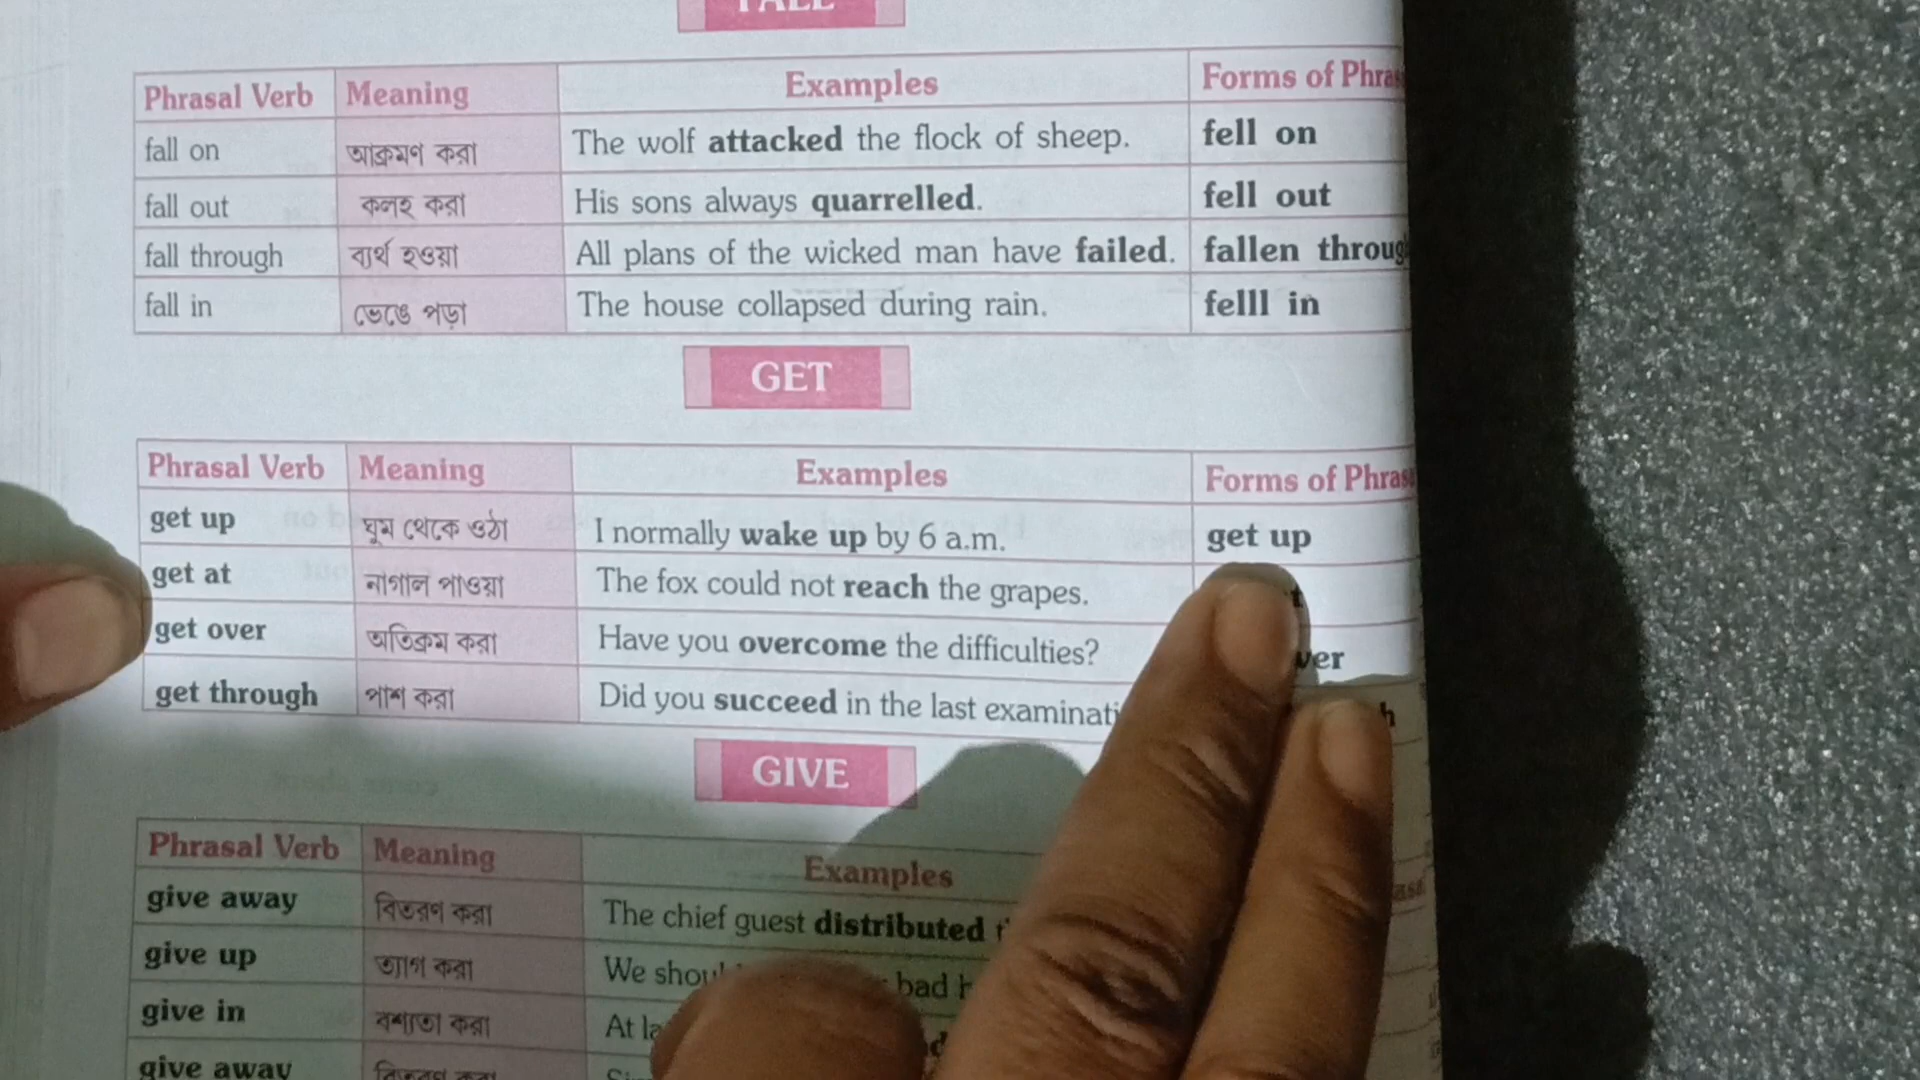 FALL
Phrasal Verb Meaning Examples Forms of
fall on আক্রমণ করা The wolf attacked the flock of sheep. fell on
fall out কলহ করা His sons always quarrelled. fell out
fall through ব্যর্থ হওয়া All plans of the wicked man have failed. fallen
fall in ভেঙে পড়া The house collapsed during rain. felll in
GET
Phrasal Verb Meaning Examples Forms of
get up ঘুম থেকে ওঠা I normally wake up by 6 a.m. get up
get at নাগাল পাওয়া The fox could not reach the grapes.
get over অতিক্রম করা Have you overcome the difficulties?
get through পাশ করা Did you succeed in the last
GIVE
Phrasal Verb Meaning Examples
give away বিতরণ করা The chief guest distributed
give up ত্যাগ করা We bad
give in বশ্যতা করা At
give away বিতরণ করা